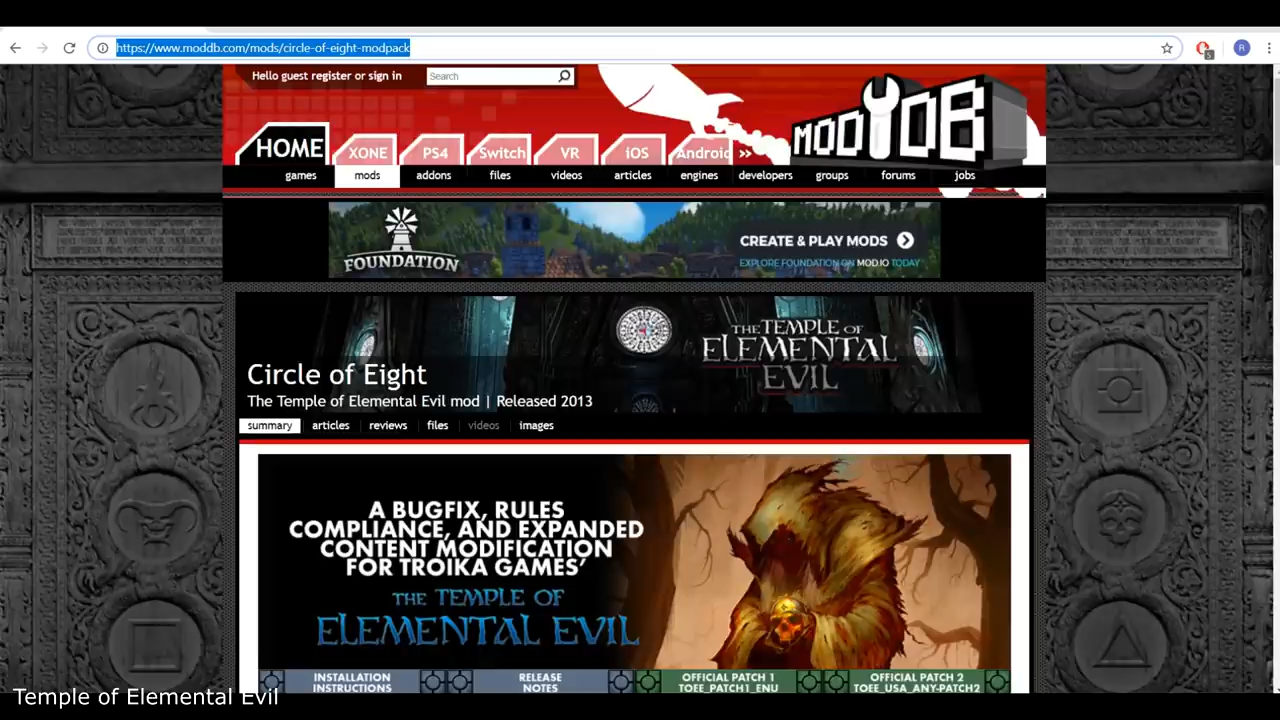 https://www.moddb.com/mods/circle-of-eight-modpack
5
R
Hello guest register or sign in
Search
MODDB
HOME XONE PS4 Switch VR iOS Android »
games mods addons files videos articles engines developers groups forums jobs
FOUNDATION
CREATE & PLAY MODS
EXPLORE FOUNDATION ON MOD.IO TODAY
THE TEMPLE OF
ELEMENTAL
EVIL
Circle of Eight
The Temple of Elemental Evil mod | Released 2013
summary articles reviews files videos images
A BUGFIX, RULES
COMPLIANCE, AND EXPANDED
CONTENT MODIFICATION
FOR TROIKA GAMES'
THE TEMPLE OF
ELEMENTAL EVIL
INSTALLATION
INSTRUCTIONS
RELEASE
NOTES
OFFICIAL PATCH 1
TOEE_PATCH1_ENU
OFFICIAL PATCH 2
TOEE_USA_ANY-PATCH2
Temple of Elemental Evil